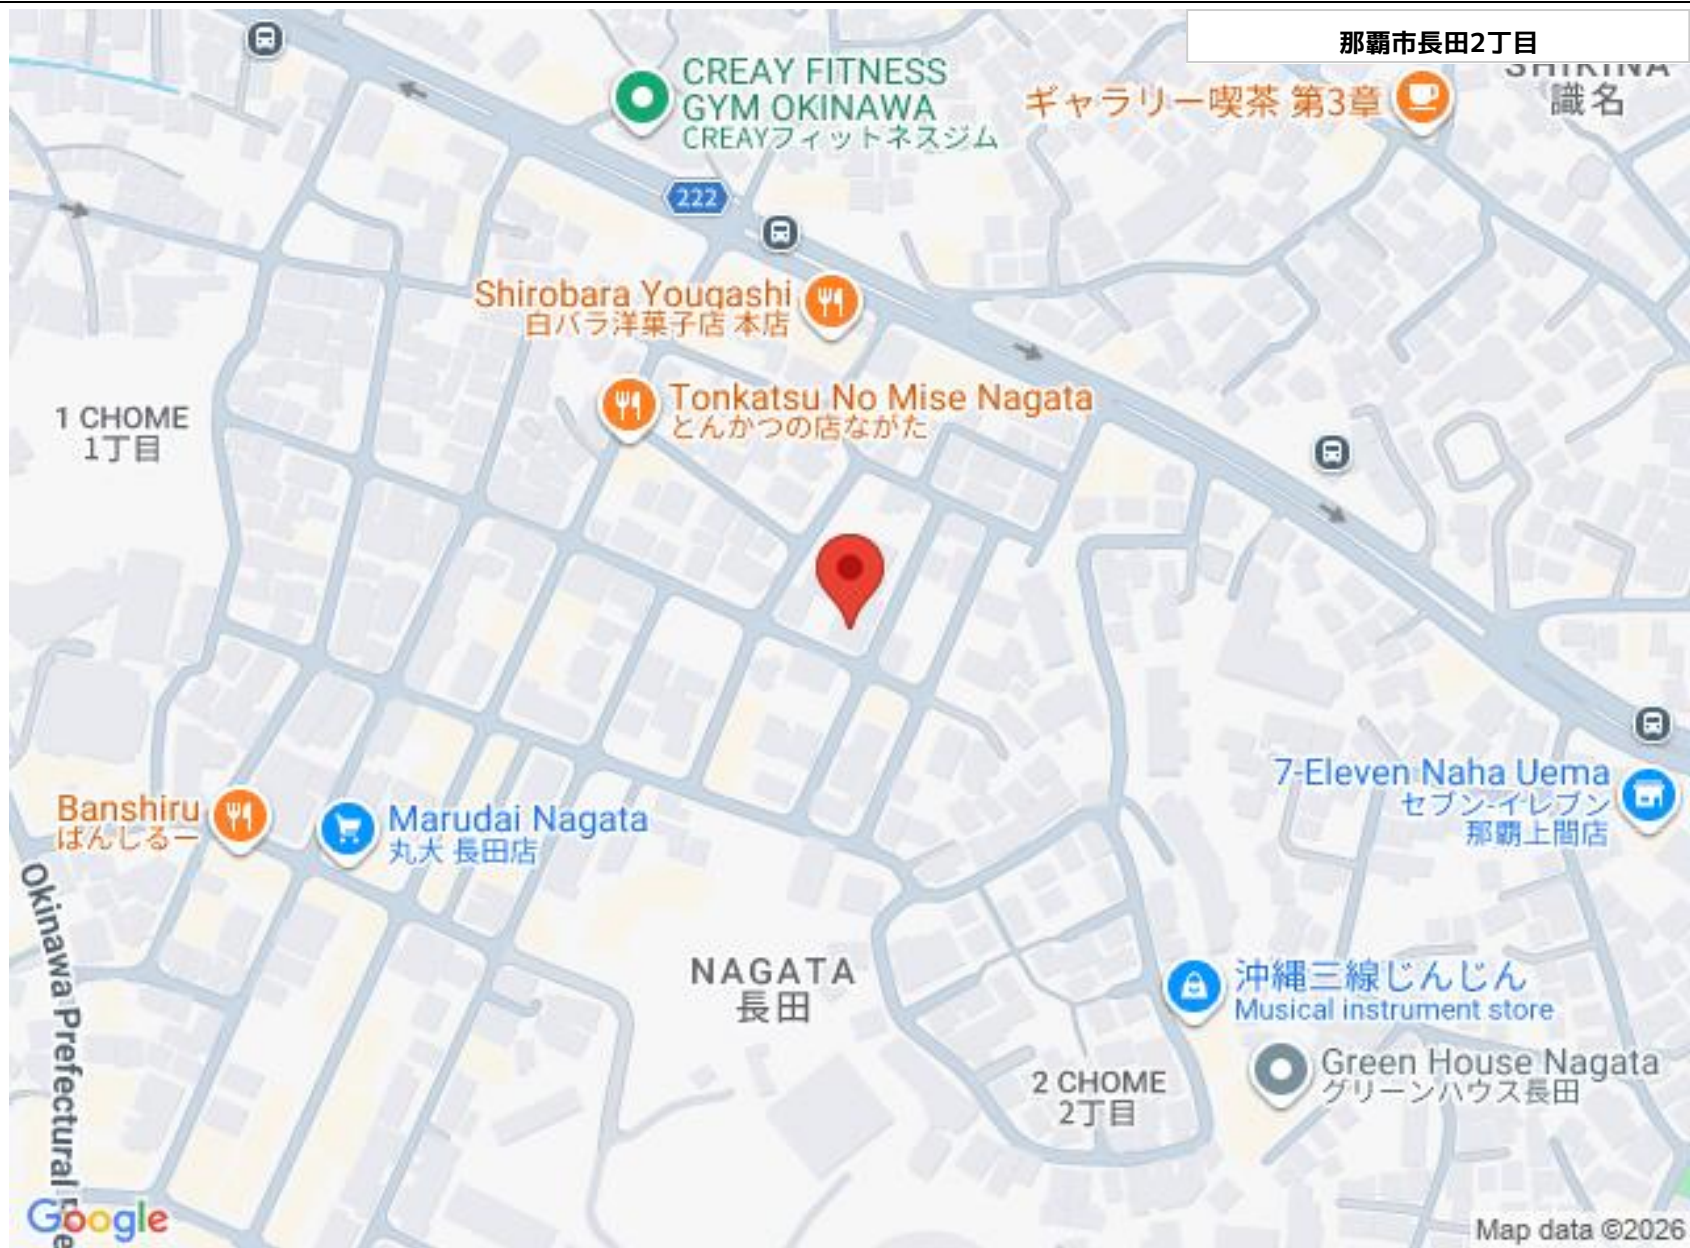 那覇市長田2丁目
CREAY FITNESS
GYM OKINAWA
CREAYフィットネスジム
ギャラリー喫茶 第3章
SHIKINA
識名
222
Shirobara Yougashi
白バラ洋菓子店 本店
Tonkatsu No Mise Nagata
とんかつの店ながた
1 CHOME
1丁目
7-Eleven Naha Uema
セブン-イレブン
那覇上間店
Banshiru
ばんしるー
Marudai Nagata
丸大 長田店
Okinawa Prefectural
NAGATA
長田
沖縄三線じんじん
Musical instrument store
Green House Nagata
グリーンハウス長田
2 CHOME
2丁目
Google
Map data ©2026